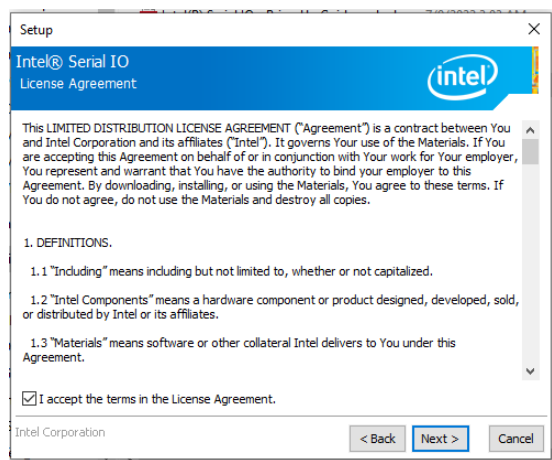 Setup
Intel® Serial IO
License Agreement
intel
This LIMITED DISTRIBUTION LICENSE AGREEMENT ("Agreement") is a contract between You
and Intel Corporation and its affiliates ("Intel"). It governs Your use of the Materials. If You
are accepting this Agreement on behalf of or in conjunction with Your work for Your employer,
You represent and warrant that You have the authority to bind your employer to this
Agreement. By downloading, installing, or using the Materials, You agree to these terms. If
You do not agree, do not use the Materials and destroy all copies.
1. DEFINITIONS.
1.1 "Including" means including but not limited to, whether or not capitalized.
1.2 "Intel Components" means a hardware component or product designed, developed, sold,
or distributed by Intel or its affiliates.
1.3 "Materials" means software or other collateral Intel delivers to You under this
Agreement.
I accept the terms in the License Agreement.
Intel Corporation
< Back
Next >
Cancel